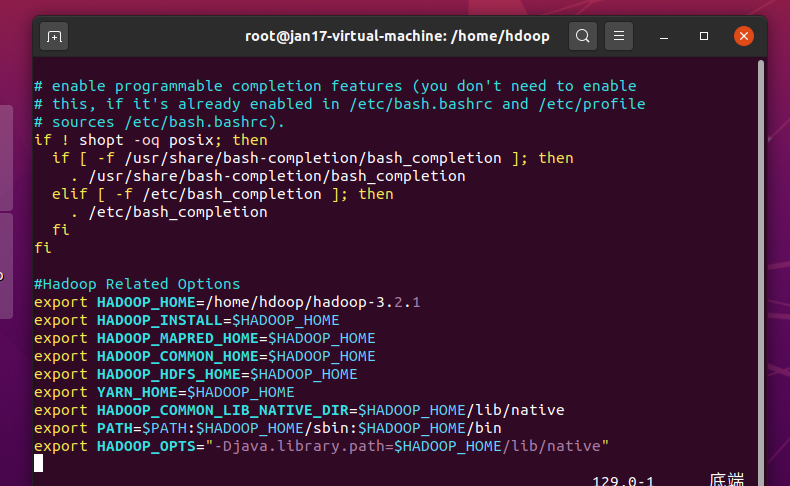 root@jan17-virtual-machine: /home/hdoop
# enable programmable completion features (you don't need to enable
# this, if it's already enabled in /etc/bash.bashrc and /etc/profile
# sources /etc/bash.bashrc).
if ! shopt -oq posix; then
  if [ -f /usr/share/bash-completion/bash_completion ]; then
    . /usr/share/bash-completion/bash_completion
  elif [ -f /etc/bash_completion ]; then
    . /etc/bash_completion
  fi
fi
#Hadoop Related Options
export HADOOP_HOME=/home/hdoop/hadoop-3.2.1
export HADOOP_INSTALL=$HADOOP_HOME
export HADOOP_MAPRED_HOME=$HADOOP_HOME
export HADOOP_COMMON_HOME=$HADOOP_HOME
export HADOOP_HDFS_HOME=$HADOOP_HOME
export YARN_HOME=$HADOOP_HOME
export HADOOP_COMMON_LIB_NATIVE_DIR=$HADOOP_HOME/lib/native
export PATH=$PATH:$HADOOP_HOME/sbin:$HADOOP_HOME/bin
export HADOOP_OPTS="-Djava.library.path=$HADOOP_HOME/lib/native"
129,0-1 底端